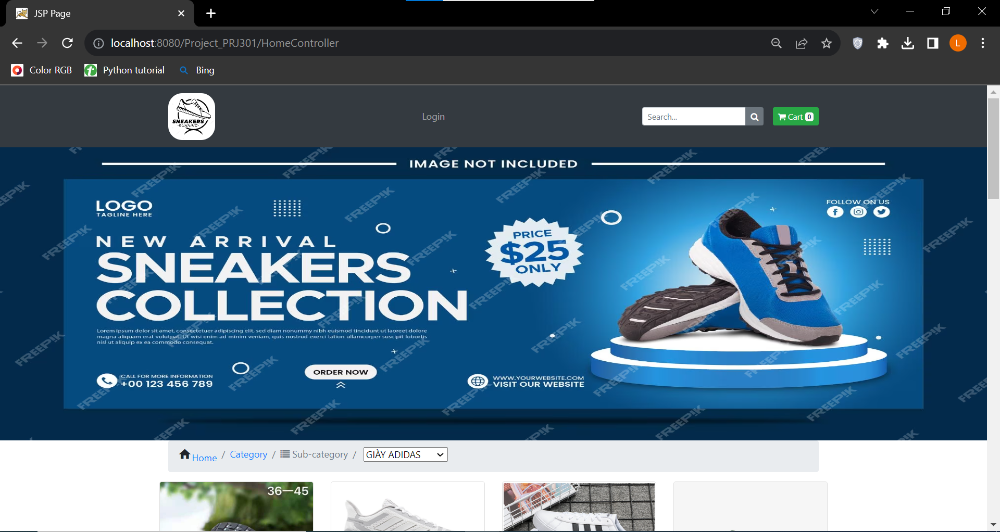 JSP Page
localhost:8080/Project_PRJ301/HomeController
L
Color RGB
Python tutorial
Bing
SNEAKERS
-RUNNING-
Login
Search...
Cart 0
IMAGE NOT INCLUDED
LOGO
TAGLINE HERE
FOLLOW ON US
NEW ARRIVAL
SNEAKERS
COLLECTION
PRICE
$25
ONLY
Lorem ipsum dolor sit amet, consectetuer adipiscing elit, sed diam nonummy nibh euismod tincidunt ut laoreet dolore
magna aliquam erat volutpat. Ut wisi enim ad minim veniam, quis nostrud exerci tation ullamcorper suscipit lobortis
nisl ut aliquip ex ea commodo consequat.
CALL FOR MORE INFORMATION
+00 123 456 789
ORDER NOW
WWW.YOURWEBSITE.COM
VISIT OUR WEBSITE
FREEPIK
Home / Category / Sub-category / GIÀY ADIDAS
36—45